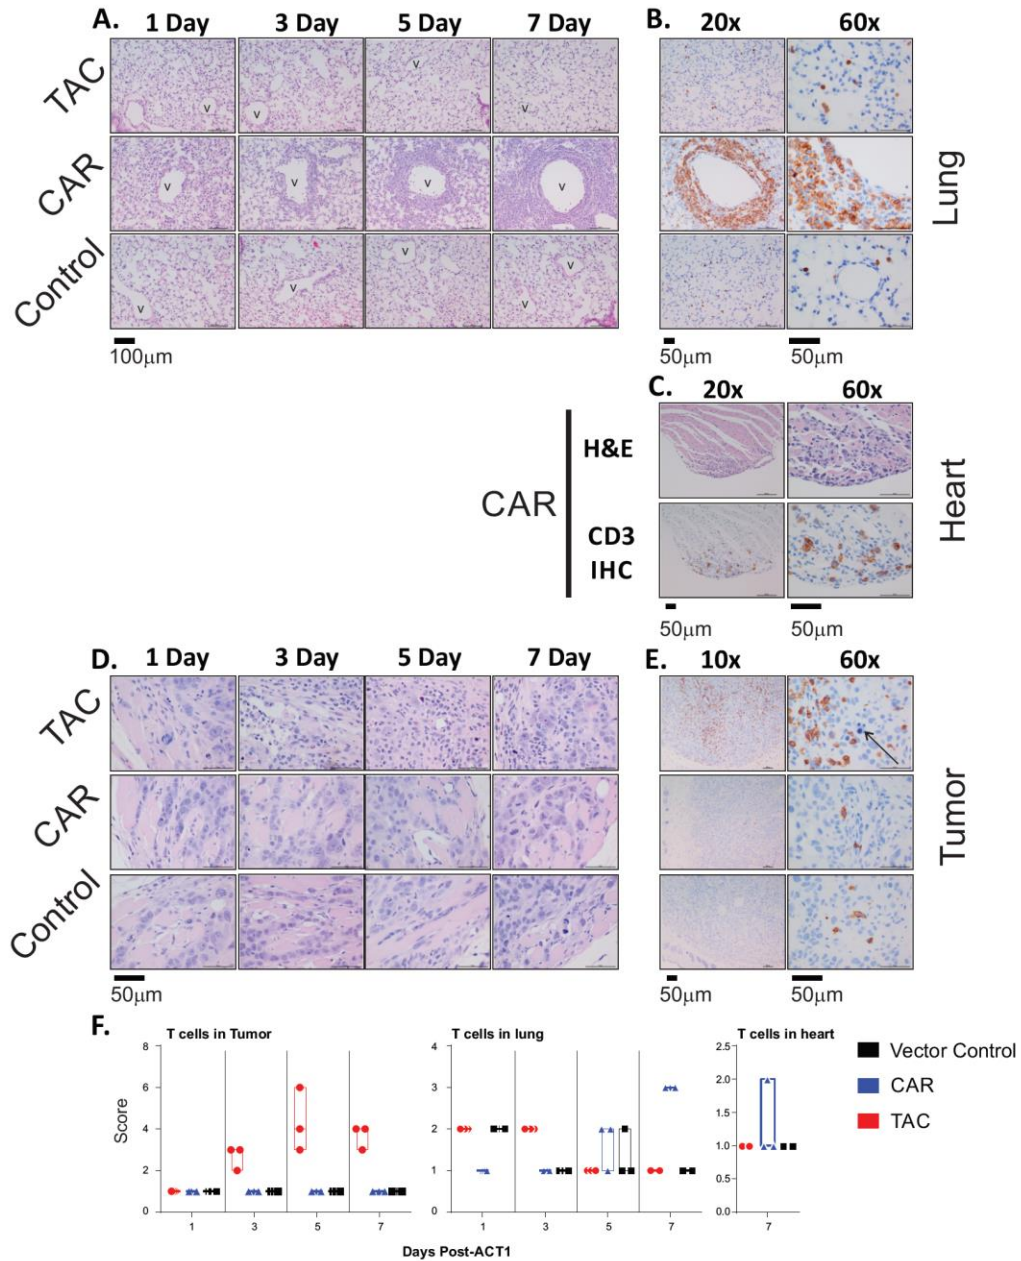 A. 1 Day 3 Day 5 Day 7 Day
B. 20x 60x
TAC
CAR
Control
v v v v
v v v v
v v v v v
Lung
100μm
50μm 50μm
C. 20x 60x
CAR
H&E
CD3
IHC
Heart
50μm 50μm
D. 1 Day 3 Day 5 Day 7 Day
E. 10x 60x
TAC
CAR
Control
Tumor
50μm
50μm 50μm
F.
T cells in Tumor
Score
8
6
4
2
0
1 3 5 7
T cells in lung
4
3
2
1
0
1 3 5 7
T cells in heart
2.5
2.0
1.5
1.0
0.5
0.0
7
Days Post-ACT1
Vector Control
CAR
TAC